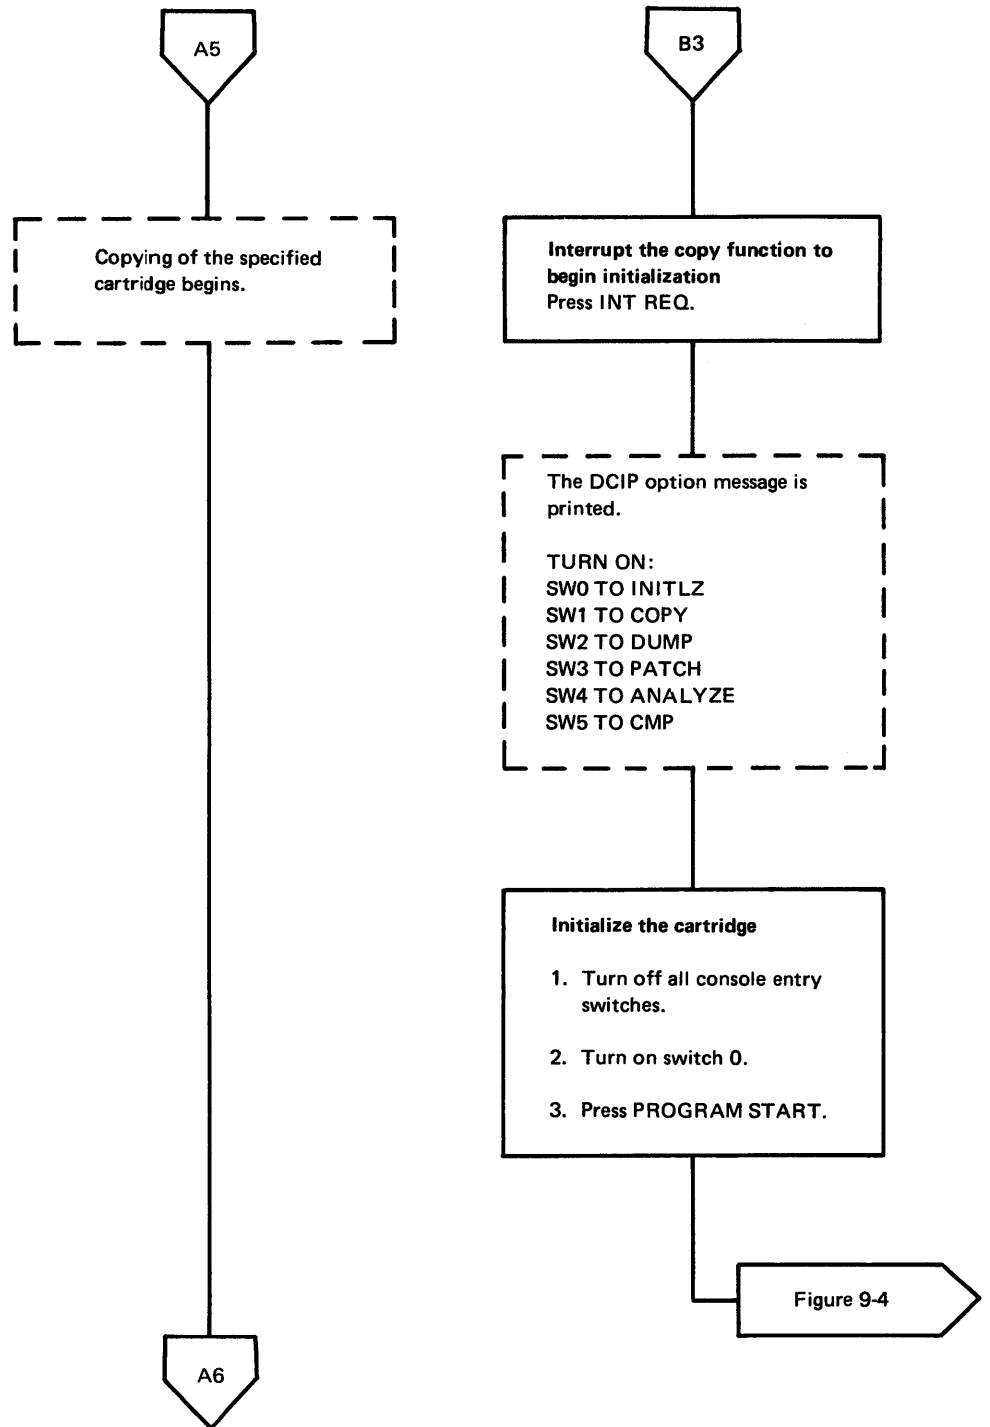 A5
Copying of the specified
cartridge begins.
A6
B3
Interrupt the copy function to
begin initialization
Press INT REQ.
The DCIP option message is
printed.
TURN ON:
SW0 TO INITLZ
SW1 TO COPY
SW2 TO DUMP
SW3 TO PATCH
SW4 TO ANALYZE
SW5 TO CMP
Initialize the cartridge
1. Turn off all console entry
switches.
2. Turn on switch 0.
3. Press PROGRAM START.
Figure 9-4